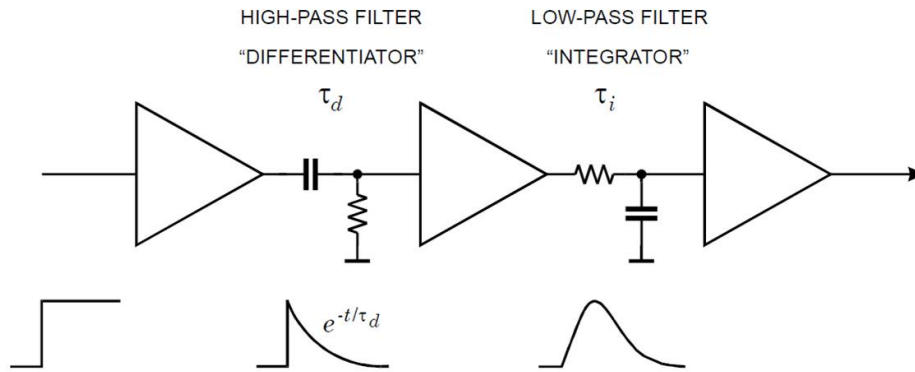 HIGH-PASS FILTER
“DIFFERENTIATOR”
τd
LOW-PASS FILTER
“INTEGRATOR”
τi
e-t/τd